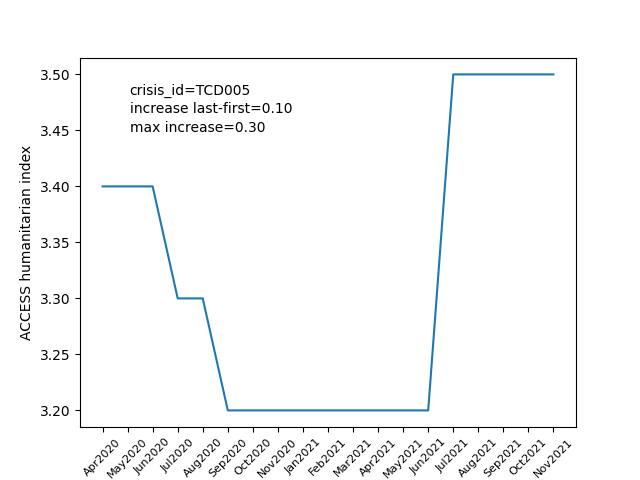 3.50
3.45
3.40
3.35
3.30
3.25
3.20
ACCESS humanitarian index
crisis_id=TCD005
increase last-first=0.10
max increase=0.30
Apr2020
May2020
Jun2020
Jul2020
Aug2020
Sep2020
Oct2020
Nov2020
Jan2021
Feb2021
Mar2021
Apr2021
May2021
Jun2021
Jul2021
Aug2021
Sep2021
Oct2021
Nov2021